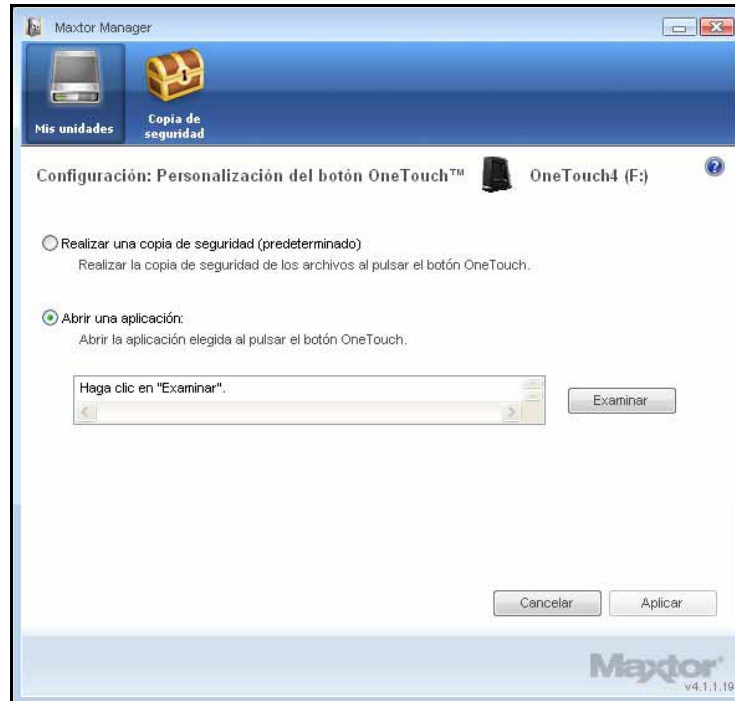 Maxtor Manager
Mis unidades
Copia de
seguridad
Configuración: Personalización del botón OneTouch™
OneTouch4 (F:)
Realizar una copia de seguridad (predeterminado)
Realizar la copia de seguridad de los archivos al pulsar el botón OneTouch.
Abrir una aplicación:
Abrir la aplicación elegida al pulsar el botón OneTouch.
Haga clic en "Examinar".
Examinar
Cancelar
Aplicar
Maxtor®
v4.1.1.19